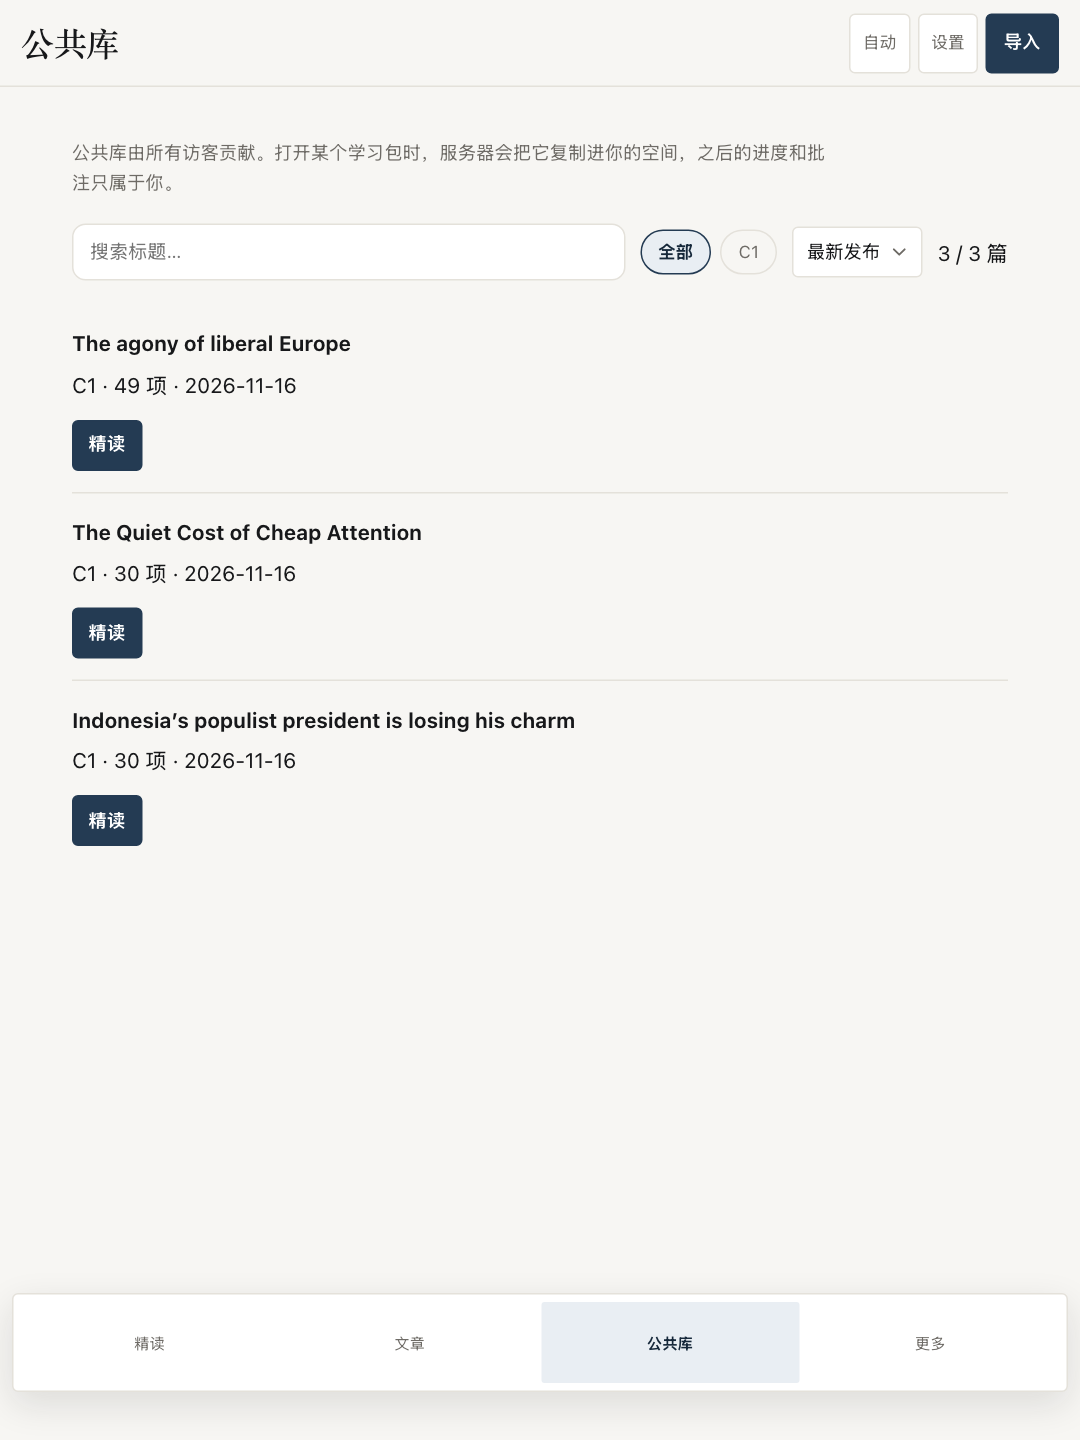 公共库
自动
设置
导入
公共库由所有访客贡献。打开某个学习包时，服务器会把它复制进你的空间，之后的进度和批
注只属于你。
搜索标题...
全部
C1
最新发布
3 / 3 篇
The agony of liberal Europe
C1 · 49 项 · 2026-11-16
精读
The Quiet Cost of Cheap Attention
C1 · 30 项 · 2026-11-16
精读
Indonesia’s populist president is losing his charm
C1 · 30 项 · 2026-11-16
精读
精读
文章
公共库
更多